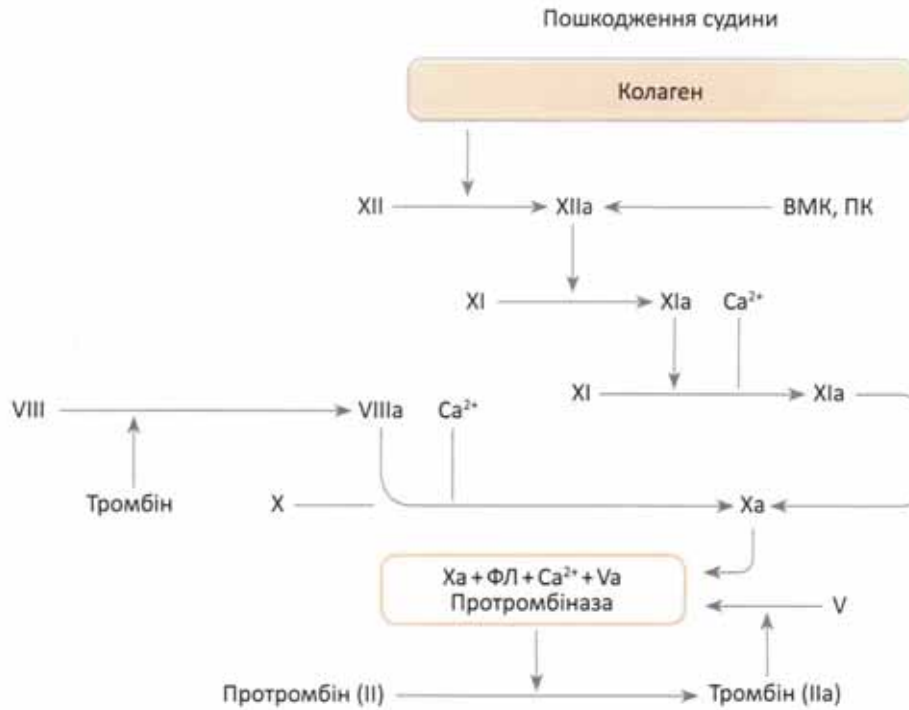 Пошкодження судини
Колаген
XII XIIa ВМК, ПК
XI XIa Ca²⁺
XI XIa
VIII VIIIa Ca²⁺
Тромбін X Xa
Xa + ФЛ + Ca²⁺ + Va
Протромбіназа
V
Протромбін (II) Тромбін (IIa)